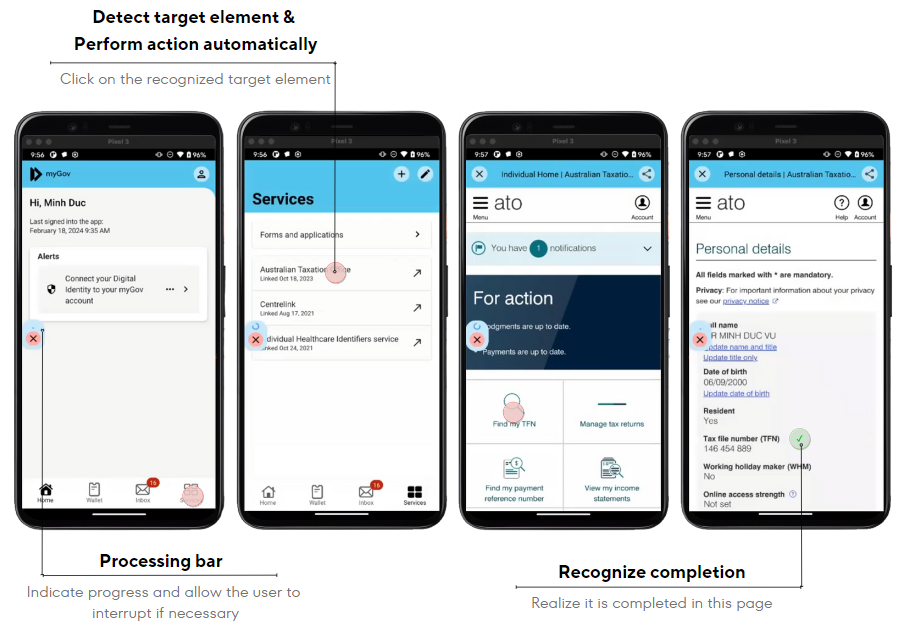 Detect target element &
Perform action automatically
Click on the recognized target element
Pixel 3
9:56
96%
myGov
Hi, Minh Duc
Last signed into the app:
February 18, 2024 9:35 AM
Alerts
Connect your Digital
Identity to your myGov
account
Home
Wallet
16
Inbox
Pixel 3
9:56
96%
Services
Forms and applications
Australian Taxation Office
Linked Oct 18, 2023
Centrelink
Linked Aug 17, 2021
Individual Healthcare Identifiers service
Linked Oct 24, 2021
Home
Wallet
16
Inbox
Services
Pixel 3
9:57
96%
Individual Home | Australian Taxatio...
ato
Menu
Account
You have 1 notifications
For action
Lodgments are up to date.
Payments are up to date.
Find my TFN
Manage tax returns
Find my payment
reference number
View my income
statements
Pixel 3
9:57
96%
Personal details | Australian Taxatio...
ato
Menu
Help
Account
Personal details
All fields marked with * are mandatory.
Privacy: For important information about your privacy
see our privacy notice
Full name
MR MINH DUC VU
Update name and title
Update title only
Date of birth
06/09/2000
Update date of birth
Resident
Yes
Tax file number (TFN)
146 454 889
Working holiday maker (WHM)
No
Online access strength
Not set
Processing bar
Indicate progress and allow the user to
interrupt if necessary
Recognize completion
Realize it is completed in this page